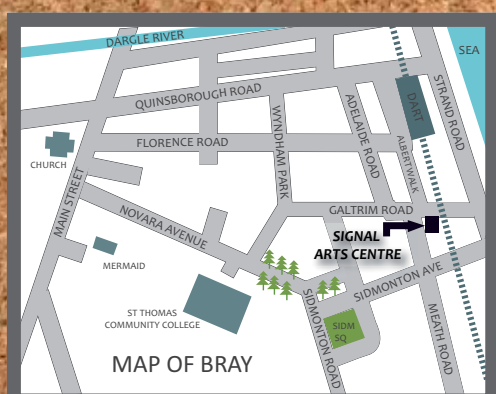 DARGLE RIVER
SEA
QUINSBOROUGH ROAD
STRAND ROAD
DART
FLORENCE ROAD
WYNDHAM PARK
ADELAIDE ROAD
ALBERT WALK
CHURCH
MAIN STREET
NOVARA AVENUE
GALTRIM ROAD
SIGNAL
ARTS CENTRE
MERMAID
SIDMONTON AVE
ST THOMAS
COMMUNITY COLLEGE
SIDMONTON ROAD
SIDM
SQ
MEATH ROAD
MAP OF BRAY